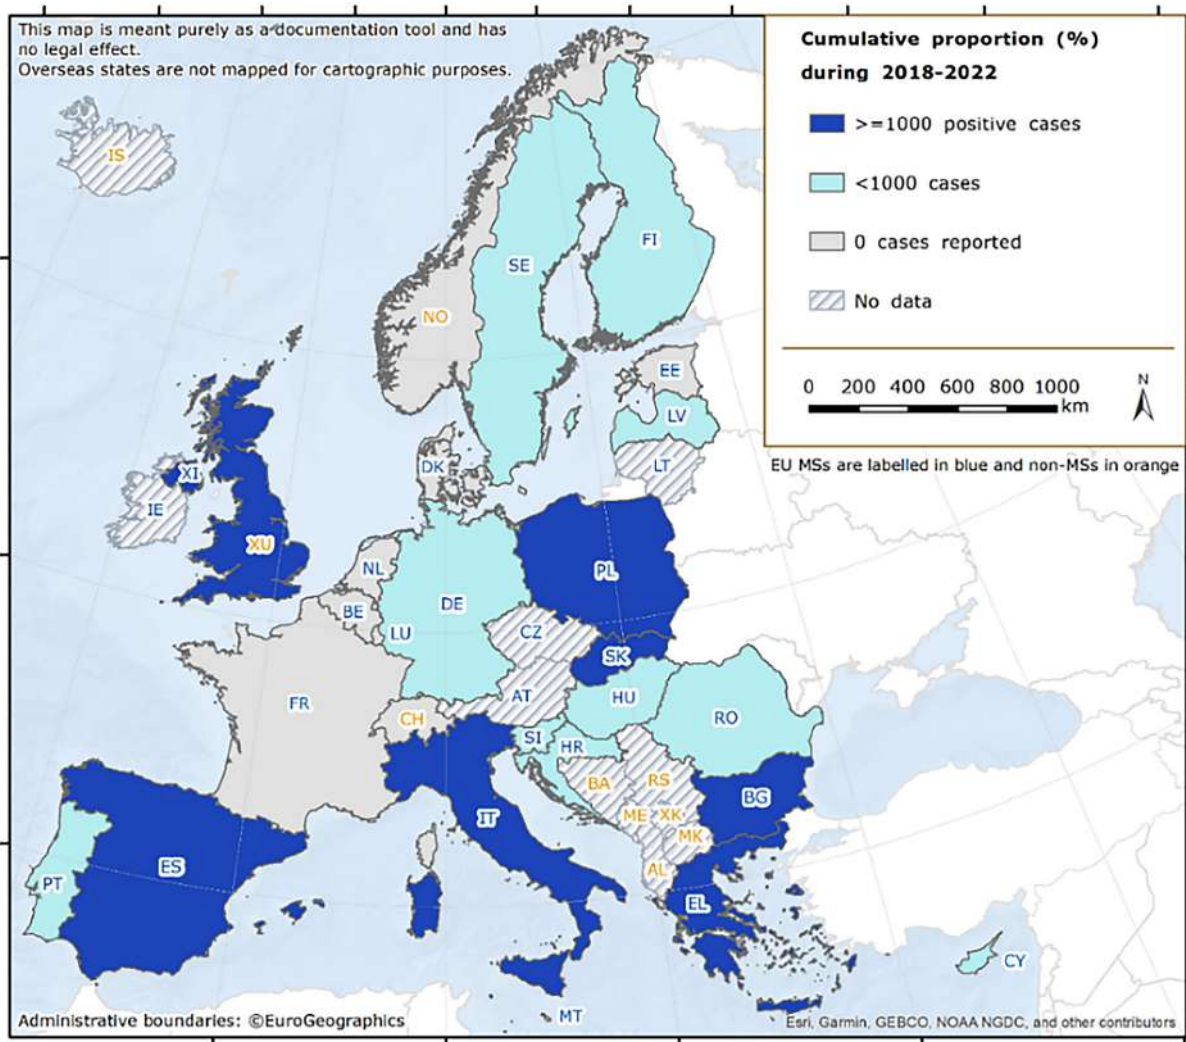 This map is meant purely as a documentation tool and has
no legal effect.
Overseas states are not mapped for cartographic purposes.
Cumulative proportion (%)
during 2018-2022
>=1000 positive cases
<1000 cases
0 cases reported
No data
0 200 400 600 800 1000
km
N
EU MSs are labelled in blue and non-MSs in orange
IS
FI
SE
NO
EE
LV
DK
LT
XI
IE
XU
NL
PL
BE
DE
LU
CZ
SK
AT
HU
FR
CH
RO
SI
HR
BA
RS
BG
ME
XK
MK
IT
AL
ES
PT
EL
CY
MT
Administrative boundaries: ©EuroGeographics
Esri, Garmin, GEBCO, NOAA NGDC, and other contributors